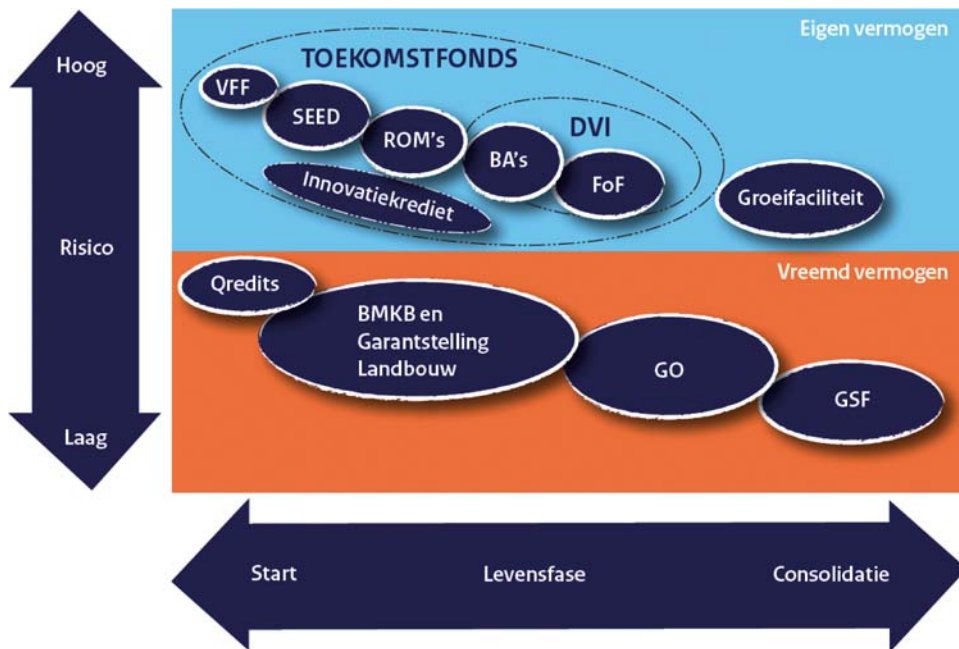 Eigen vermogen
Hoog
TOEKOMSTFONDS
VFF
SEED
DVI
ROM's
BA's
FoF
Innovatiekrediet
Groeifaciliteit
Risico
Vreemd vermogen
Qredits
BMKB en
Garantstelling
Landbouw
GO
GSF
Laag
Start
Levensfase
Consolidatie